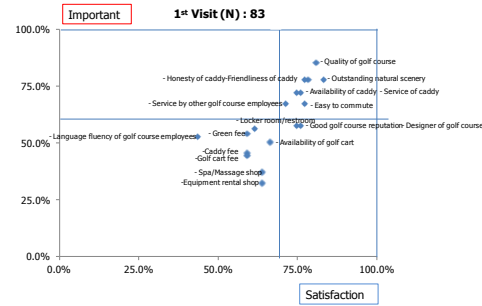 Important
1st Visit (N) : 83
100.0%
- Quality of golf course
- Honesty of caddy-Friendliness of caddy
- Outstanding natural scenery
75.0%
- Availability of caddy - Service of caddy
- Service by other golf course employees
- Easy to commute
- Locker room/restroom
- Good golf course reputation- Designer of golf course
- Language fluency of golf course employees
-Green fee
50.0%
- Availability of golf cart
-Caddy fee
-Golf cart fee
- Spa/Massage shop
-Equipment rental shop
25.0%
0.0%
0.0% 50.0% 75.0% 100.0%
Satisfaction